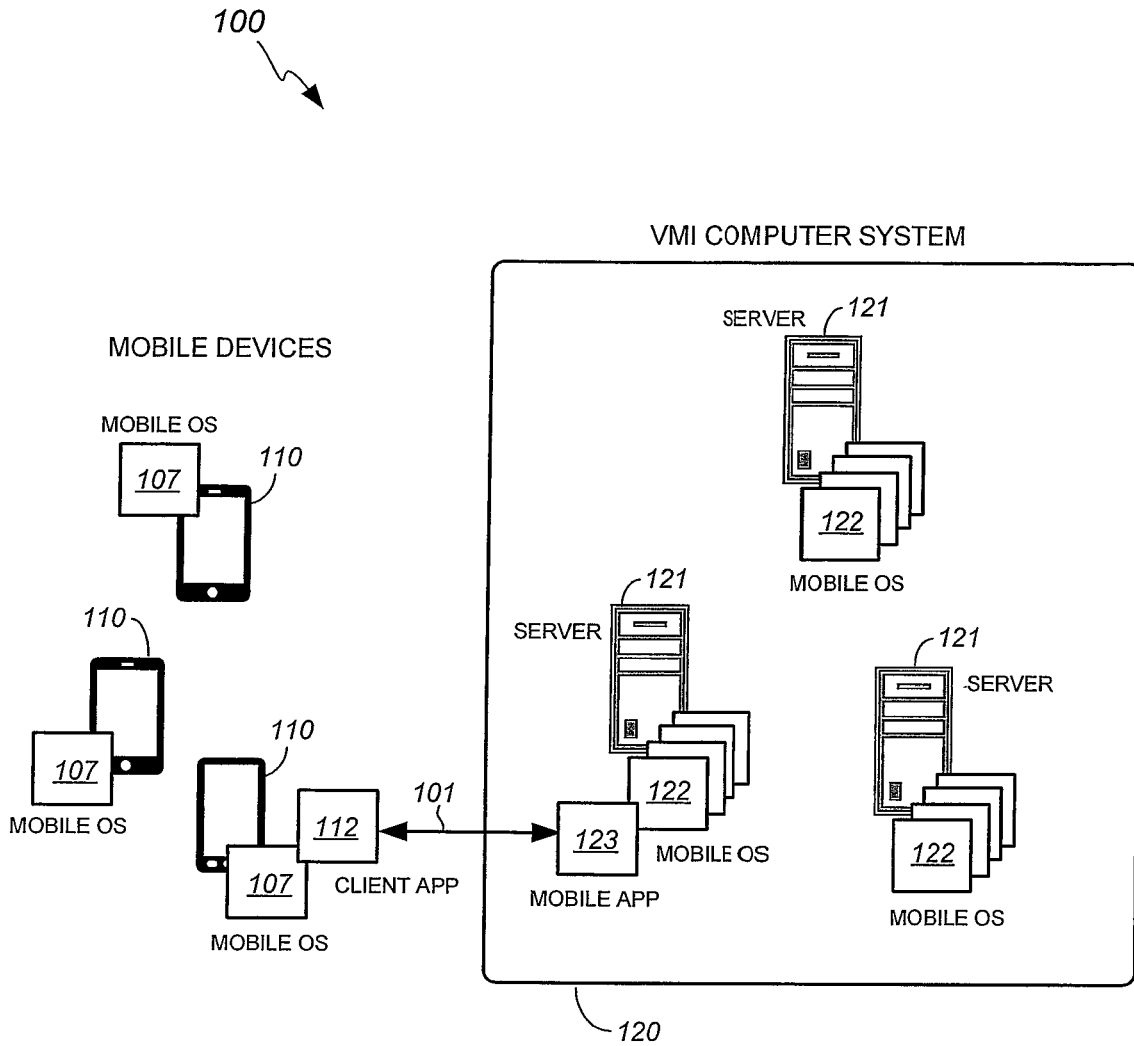 100
VMI COMPUTER SYSTEM
121
SERVER
MOBILE DEVICES
MOBILE OS
110
107
122
MOBILE OS
121
SERVER
121
-SERVER
110
107
MOBILE OS
110
101
112
107
CLIENT APP
MOBILE OS
122
123
MOBILE OS
MOBILE APP
122
MOBILE OS
120